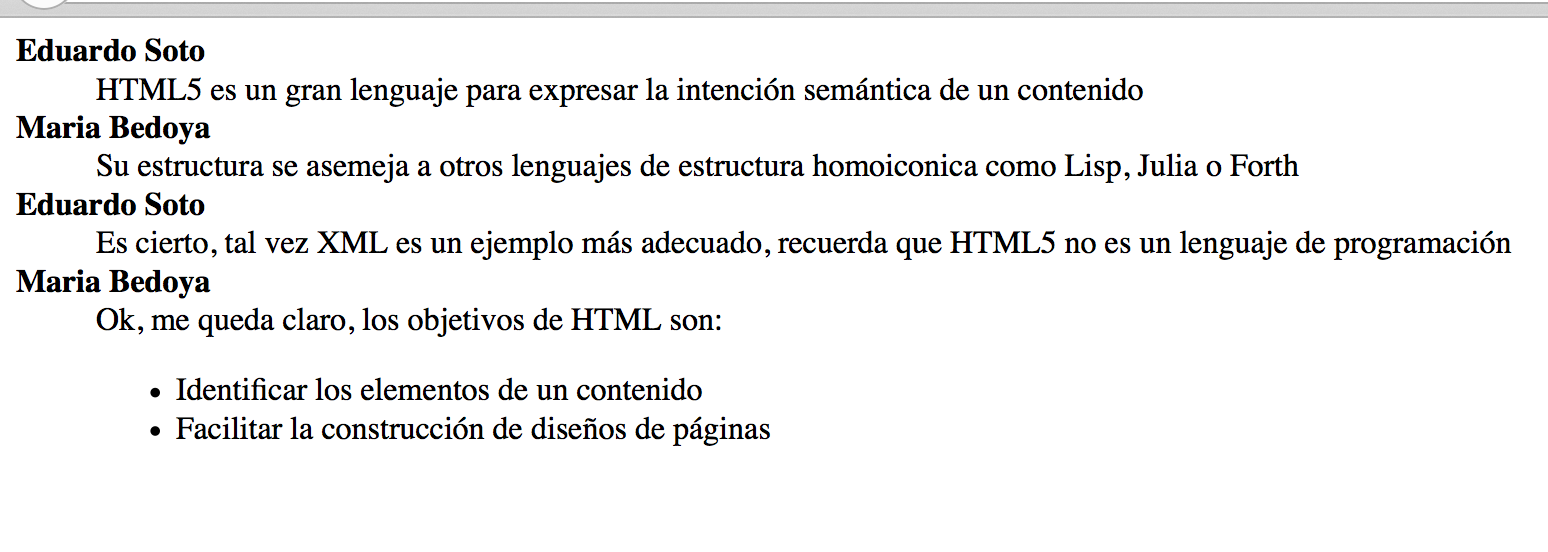 Eduardo Soto
HTML5 es un gran lenguaje para expresar la intención semántica de un contenido
Maria Bedoya
Su estructura se asemeja a otros lenguajes de estructura homoiconica como Lisp, Julia o Forth
Eduardo Soto
Es cierto, tal vez XML es un ejemplo más adecuado, recuerda que HTML5 no es un lenguaje de programación
Maria Bedoya
Ok, me queda claro, los objetivos de HTML son:
• Identificar los elementos de un contenido
• Facilitar la construcción de diseños de páginas